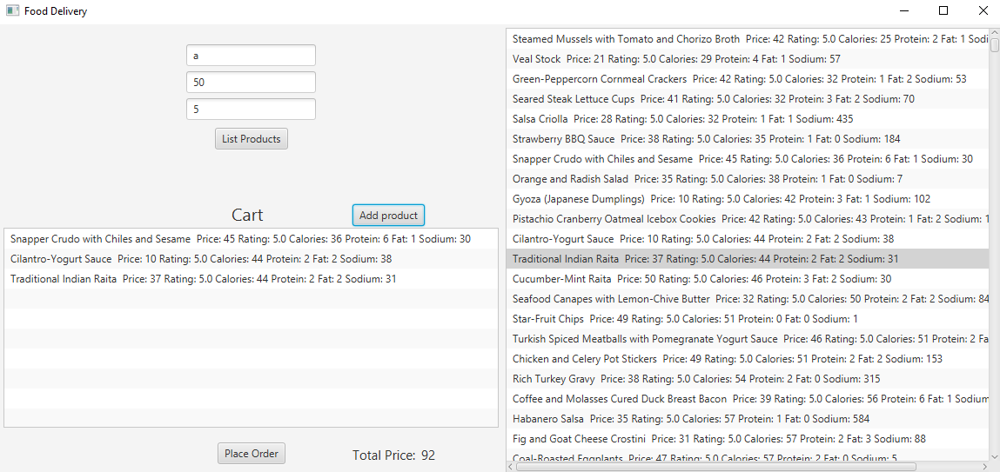 Food Delivery
a
50
5
List Products
Cart
Add product
Snapper Crudo with Chiles and Sesame Price: 45 Rating: 5.0 Calories: 36 Protein: 6 Fat: 1 Sodium: 30
Cilantro-Yogurt Sauce Price: 10 Rating: 5.0 Calories: 44 Protein: 2 Fat: 2 Sodium: 38
Traditional Indian Raita Price: 37 Rating: 5.0 Calories: 44 Protein: 2 Fat: 2 Sodium: 31
Place Order
Total Price: 92
Steamed Mussels with Tomato and Chorizo Broth Price: 42 Rating: 5.0 Calories: 25 Protein: 2 Fat: 1 Sodi
Veal Stock Price: 21 Rating: 5.0 Calories: 29 Protein: 4 Fat: 1 Sodium: 57
Green-Peppercorn Cornmeal Crackers Price: 42 Rating: 5.0 Calories: 32 Protein: 1 Fat: 2 Sodium: 53
Seared Steak Lettuce Cups Price: 41 Rating: 5.0 Calories: 32 Protein: 3 Fat: 2 Sodium: 70
Salsa Criolla Price: 28 Rating: 5.0 Calories: 32 Protein: 1 Fat: 1 Sodium: 435
Strawberry BBQ Sauce Price: 38 Rating: 5.0 Calories: 35 Protein: 1 Fat: 0 Sodium: 184
Snapper Crudo with Chiles and Sesame Price: 45 Rating: 5.0 Calories: 36 Protein: 6 Fat: 1 Sodium: 30
Orange and Radish Salad Price: 35 Rating: 5.0 Calories: 38 Protein: 1 Fat: 0 Sodium: 7
Gyoza (Japanese Dumplings) Price: 10 Rating: 5.0 Calories: 42 Protein: 3 Fat: 1 Sodium: 102
Pistachio Cranberry Oatmeal Icebox Cookies Price: 42 Rating: 5.0 Calories: 43 Protein: 1 Fat: 2 Sodium: 1
Cilantro-Yogurt Sauce Price: 10 Rating: 5.0 Calories: 44 Protein: 2 Fat: 2 Sodium: 38
Traditional Indian Raita Price: 37 Rating: 5.0 Calories: 44 Protein: 2 Fat: 2 Sodium: 31
Cucumber-Mint Raita Price: 50 Rating: 5.0 Calories: 46 Protein: 3 Fat: 2 Sodium: 30
Seafood Canapes with Lemon-Chive Butter Price: 32 Rating: 5.0 Calories: 50 Protein: 2 Fat: 2 Sodium: 84
Star-Fruit Chips Price: 49 Rating: 5.0 Calories: 51 Protein: 0 Fat: 0 Sodium: 1
Turkish Spiced Meatballs with Pomegranate Yogurt Sauce Price: 46 Rating: 5.0 Calories: 51 Protein: 2 Fa
Chicken and Celery Pot Stickers Price: 49 Rating: 5.0 Calories: 51 Protein: 2 Fat: 2 Sodium: 153
Rich Turkey Gravy Price: 38 Rating: 5.0 Calories: 54 Protein: 2 Fat: 0 Sodium: 315
Coffee and Molasses Cured Duck Breast Bacon Price: 39 Rating: 5.0 Calories: 56 Protein: 6 Fat: 1 Sodium
Habanero Salsa Price: 35 Rating: 5.0 Calories: 57 Protein: 1 Fat: 0 Sodium: 584
Fig and Goat Cheese Crostini Price: 31 Rating: 5.0 Calories: 57 Protein: 2 Fat: 3 Sodium: 88
Coal-Roasted Eggplants Price: 47 Rating: 5.0 Calories: 57 Protein: 2 Fat: 0 Sodium: 5